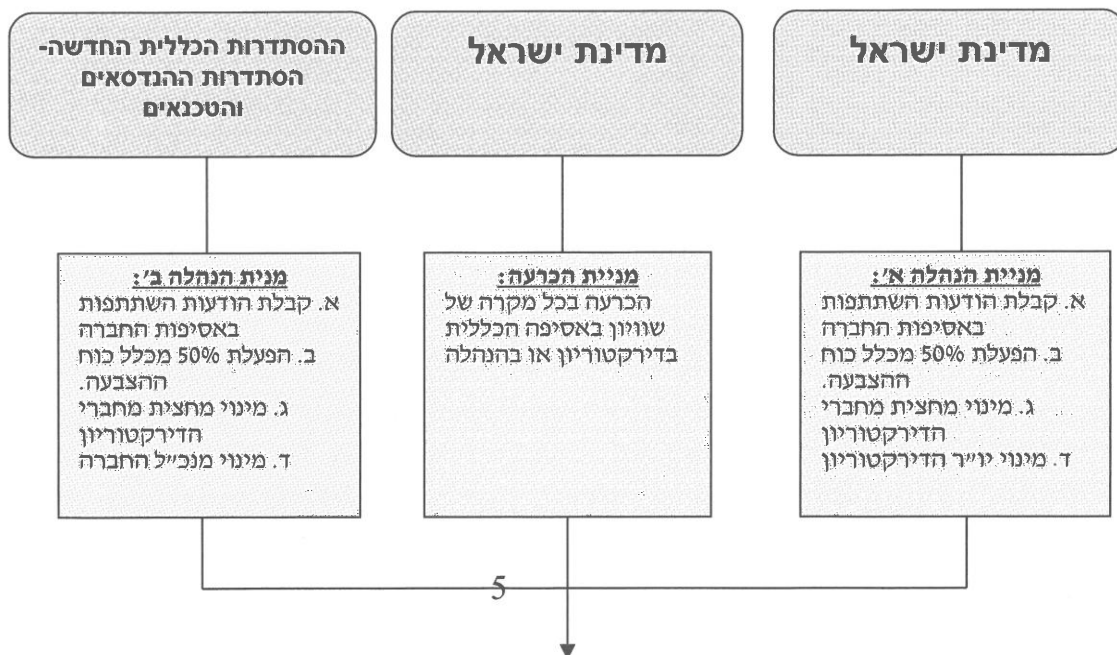 מדינת ישראל
מדינת ישראל
ההסתדרות הכללית החדשה-
הסתדרות ההנדסאים
והטכנאים
מניית הנהלה א':
א. קבלת הודעות השתתפות
באסיפות החברה
ב. הפעלת 50% מכלל כוח
ההצבעה.
ג. מינוי מחצית מחברי
הדירקטוריון
ד. מינוי יו"ר הדירקטוריון
מניית הכרעה:
הכרעה בכל מקרה של
שוויון באסיפה הכללית
בדירקטוריון או בהנהלה
מנית הנהלה ב':
א. קבלת הודעות השתתפות
באסיפות החברה
ב. הפעלת 50% מכלל כוח
ההצבעה.
ג. מינוי מחצית מחברי
הדירקטוריון
ד. מינוי מנכ"ל החברה
5